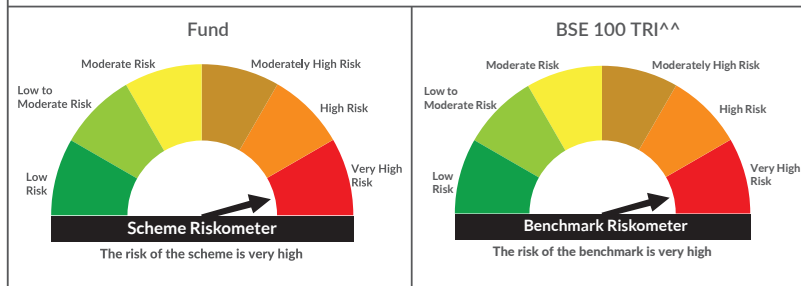 Fund
Moderate Risk
Moderately High Risk
Low to
Moderate Risk
High Risk
Low
Risk
Very High
Risk
Scheme Riskometer
The risk of the scheme is very high
BSE 100 TRI^^
Moderate Risk
Moderately High Risk
Low to
Moderate Risk
High Risk
Low
Risk
Very High
Risk
Benchmark Riskometer
The risk of the benchmark is very high